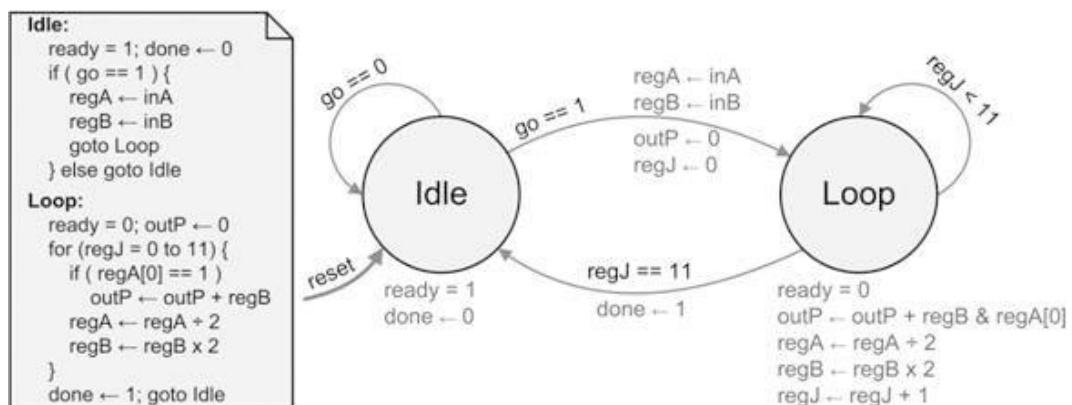 Idle:
ready = 1; done ← 0
if ( go == 1 ) {
regA ← inA
regB ← inB
goto Loop
} else goto Idle
Loop:
ready = 0; outP ← 0
for (regJ = 0 to 11) {
if ( regA[0] == 1 )
outP ← outP + regB
regA ← regA ÷ 2
regB ← regB x 2
}
done ← 1; goto Idle
go == 0
Idle
reset
ready = 1
done ← 0
go == 1
regA ← inA
regB ← inB
outP ← 0
regJ ← 0
regJ == 11
done ← 1
regJ < 11
Loop
ready = 0
outP ← outP + regB & regA[0]
regA ← regA ÷ 2
regB ← regB x 2
regJ ← regJ + 1